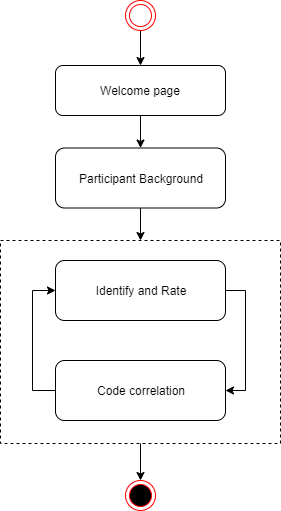 Welcome page
Participant Background
Identify and Rate
Code correlation